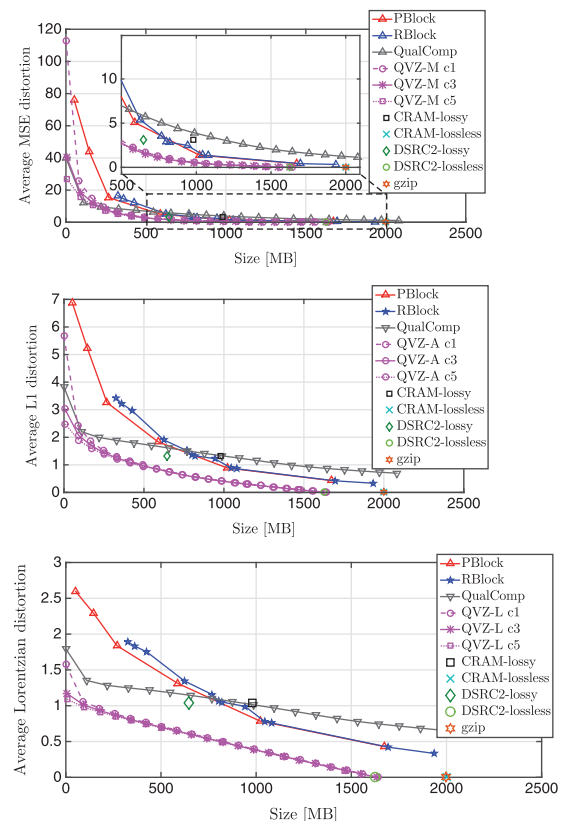 120
100
80
60
40
20
0
Average MSE distortion
10
5
0
500
1000
1500
2000
0
500
1000
1500
2000
2500
Size [MB]
PBlock
RBlock
QualComp
QVZ-M c1
QVZ-M c3
QVZ-M c5
CRAM-lossy
CRAM-lossless
DSRC2-lossy
DSRC2-lossless
gzip
7
6
5
4
3
2
1
0
Average L1 distortion
0
500
1000
1500
2000
2500
Size [MB]
PBlock
RBlock
QualComp
QVZ-A c1
QVZ-A c3
QVZ-A c5
CRAM-lossy
CRAM-lossless
DSRC2-lossy
DSRC2-lossless
gzip
3
2.5
2
1.5
1
0.5
0
Average Lorentzian distortion
0
500
1000
1500
2000
2500
Size [MB]
PBlock
RBlock
QualComp
QVZ-L c1
QVZ-L c3
QVZ-L c5
CRAM-lossy
CRAM-lossless
DSRC2-lossy
DSRC2-lossless
gzip